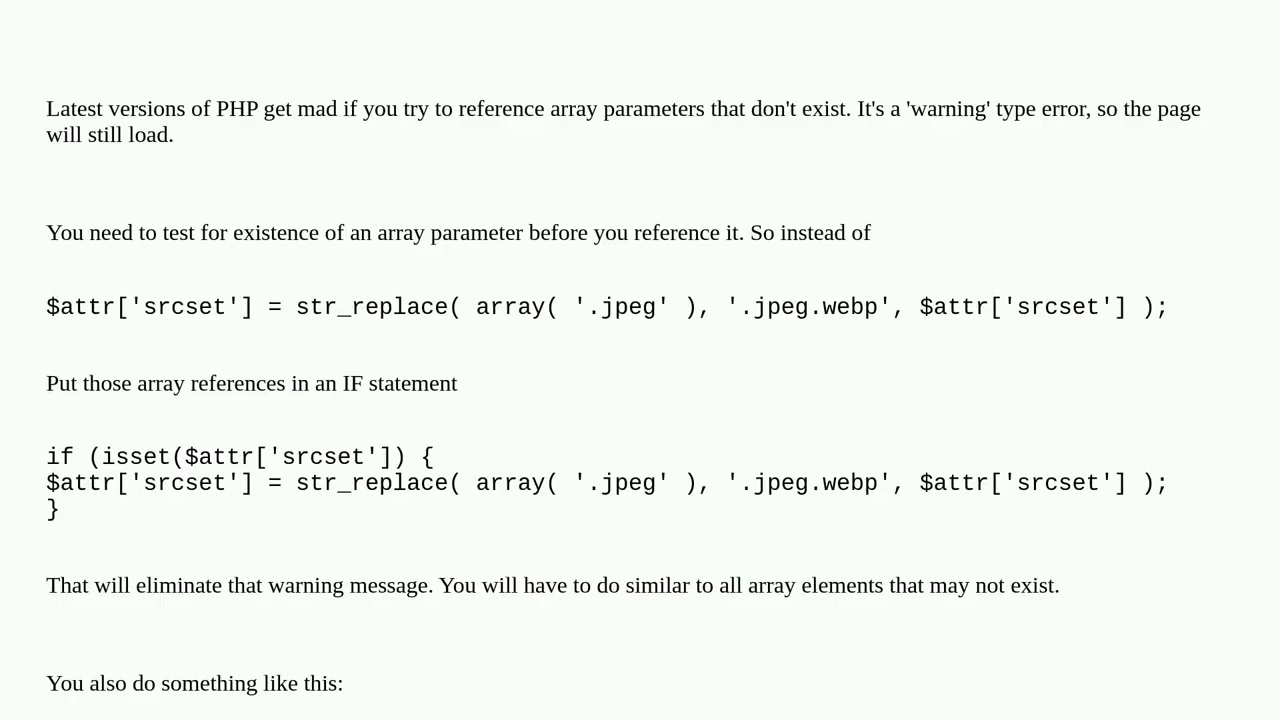 Latest versions of PHP get mad if you try to reference array parameters that don't exist. It's a 'warning' type error, so the page
will still load.
You need to test for existence of an array parameter before you reference it. So instead of
$attr['srcset'] = str_replace( array( '.jpeg' ), '.jpeg.webp', $attr['srcset'] );
Put those array references in an IF statement
if (isset($attr['srcset']) {
$attr['srcset'] = str_replace( array( '.jpeg' ), '.jpeg.webp', $attr['srcset'] );
}
That will eliminate that warning message. You will have to do similar to all array elements that may not exist.
You also do something like this: